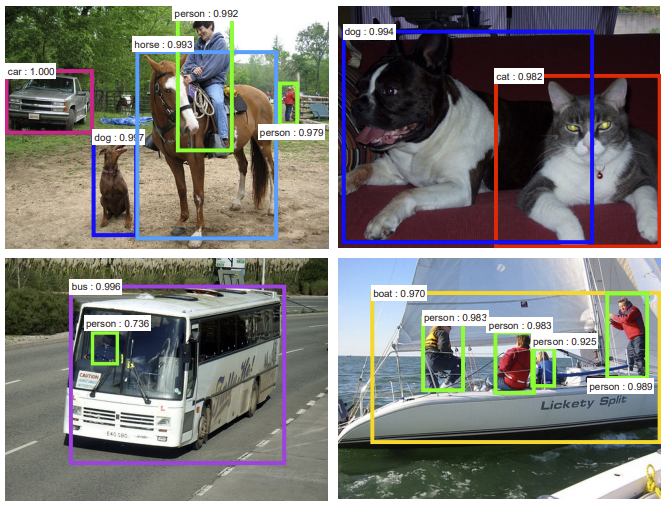 person : 0.992
horse : 0.993
car : 1.000
dog : 0.997
person : 0.979
dog : 0.994
cat : 0.982
bus : 0.996
person : 0.736
CAUTION
EAO 080
boat : 0.970
person : 0.983
person : 0.983
person : 0.925
person : 0.989
Lickety Split